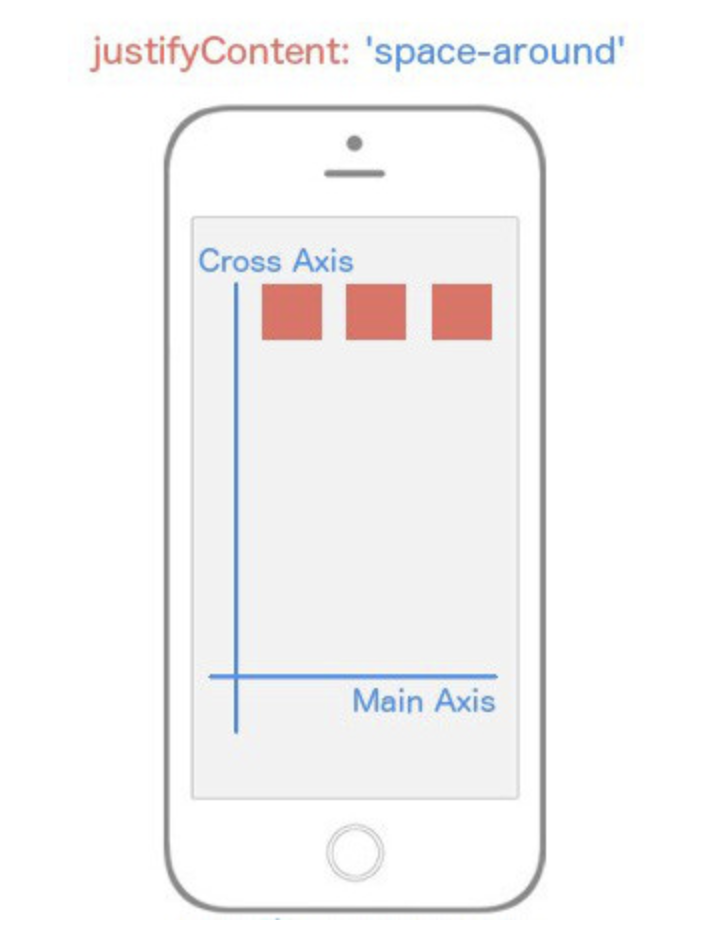 justifyContent: 'space-around'
Cross Axis
Main Axis